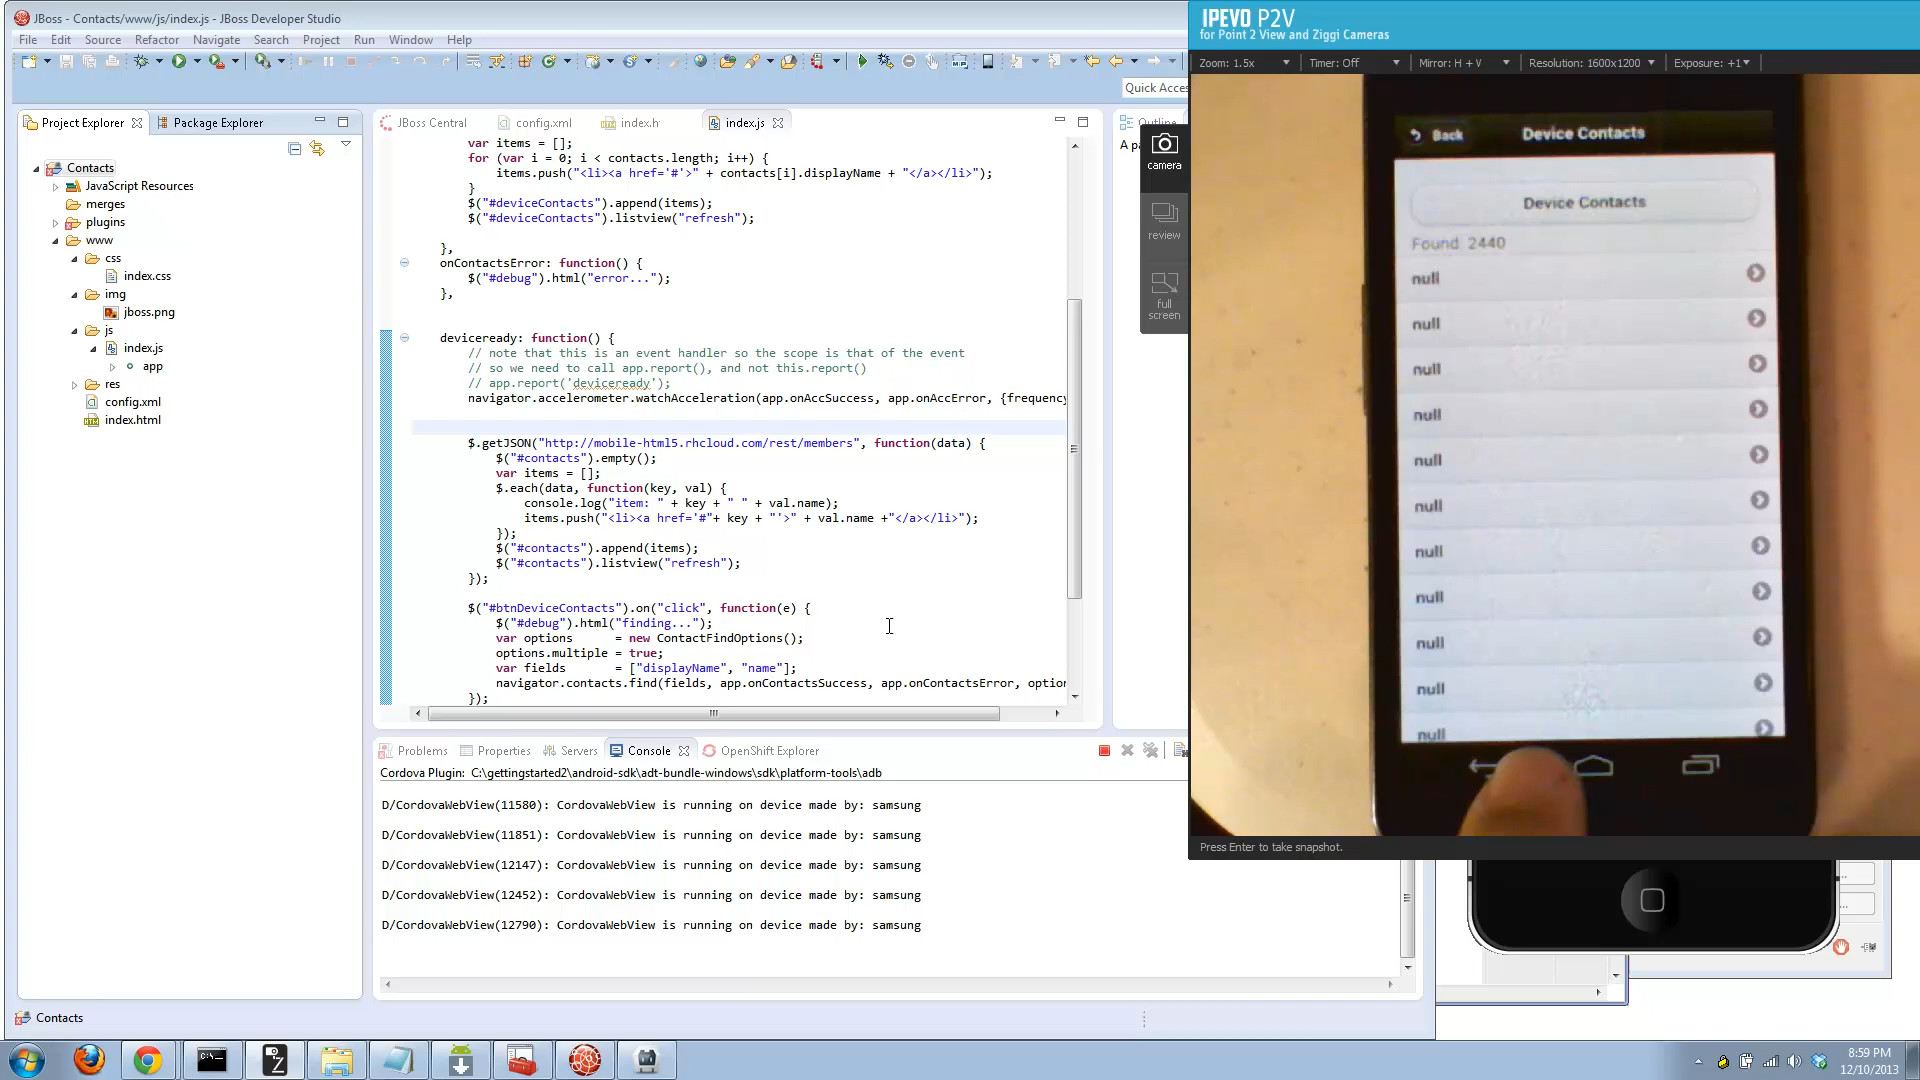 JBoss - Contacts/www/js/index.js - JBoss Developer Studio
File Edit Source Refactor Navigate Search Project Run Window Help
Quick Acces
Project Explorer
Package Explorer
Contacts
JavaScript Resources
merges
plugins
www
css
index.css
img
jboss.png
js
index.js
app
res
config.xml
index.html
JBoss Central
config.xml
index.h
index.js
var items = [];
for (var i = 0; i < contacts.length; i++) {
items.push("<li><a href='#'>" + contacts[i].displayName + "</a></li>");
}
$("#deviceContacts").append(items);
$("#deviceContacts").listview("refresh");
},
onContactsError: function() {
$("#debug").html("error...");
},
deviceready: function() {
// note that this is an event handler so the scope is that of the event
// so we need to call app.report(), and not this.report()
// app.report('deviceready');
navigator.accelerometer.watchAcceleration(app.onAccSuccess, app.onAccError, {frequency
$.getJSON("http://mobile-html5.rhcloud.com/rest/members", function(data) {
$("#contacts").empty();
var items = [];
$.each(data, function(key, val) {
console.log("item: " + key + " " + val.name);
items.push("<li><a href='#"+ key + "'>" + val.name +"</a></li>");
});
$("#contacts").append(items);
$("#contacts").listview("refresh");
});
$("#btnDeviceContacts").on("click", function(e) {
$("#debug").html("finding...");
var options      = new ContactFindOptions();
options.multiple = true;
var fields       = ["displayName", "name"];
navigator.contacts.find(fields, app.onContactsSuccess, app.onContactsError, option
});
Outline
A pa
Problems
Properties
Servers
Console
OpenShift Explorer
Cordova Plugin: C:\gettingstarted2\android-sdk\adt-bundle-windows\sdk\platform-tools\adb
D/CordovaWebView(11580): CordovaWebView is running on device made by: samsung
D/CordovaWebView(11851): CordovaWebView is running on device made by: samsung
D/CordovaWebView(12147): CordovaWebView is running on device made by: samsung
D/CordovaWebView(12452): CordovaWebView is running on device made by: samsung
D/CordovaWebView(12790): CordovaWebView is running on device made by: samsung
Contacts
IPEVO P2V
for Point 2 View and Ziggi Cameras
Zoom: 1.5x
Timer: Off
Mirror: H + V
Resolution: 1600x1200
Exposure: +1
camera
review
full
screen
Back
Device Contacts
Device Contacts
Found 2440
null
null
null
null
null
null
null
null
null
null
null
Press Enter to take snapshot.
8:59 PM
12/10/2013